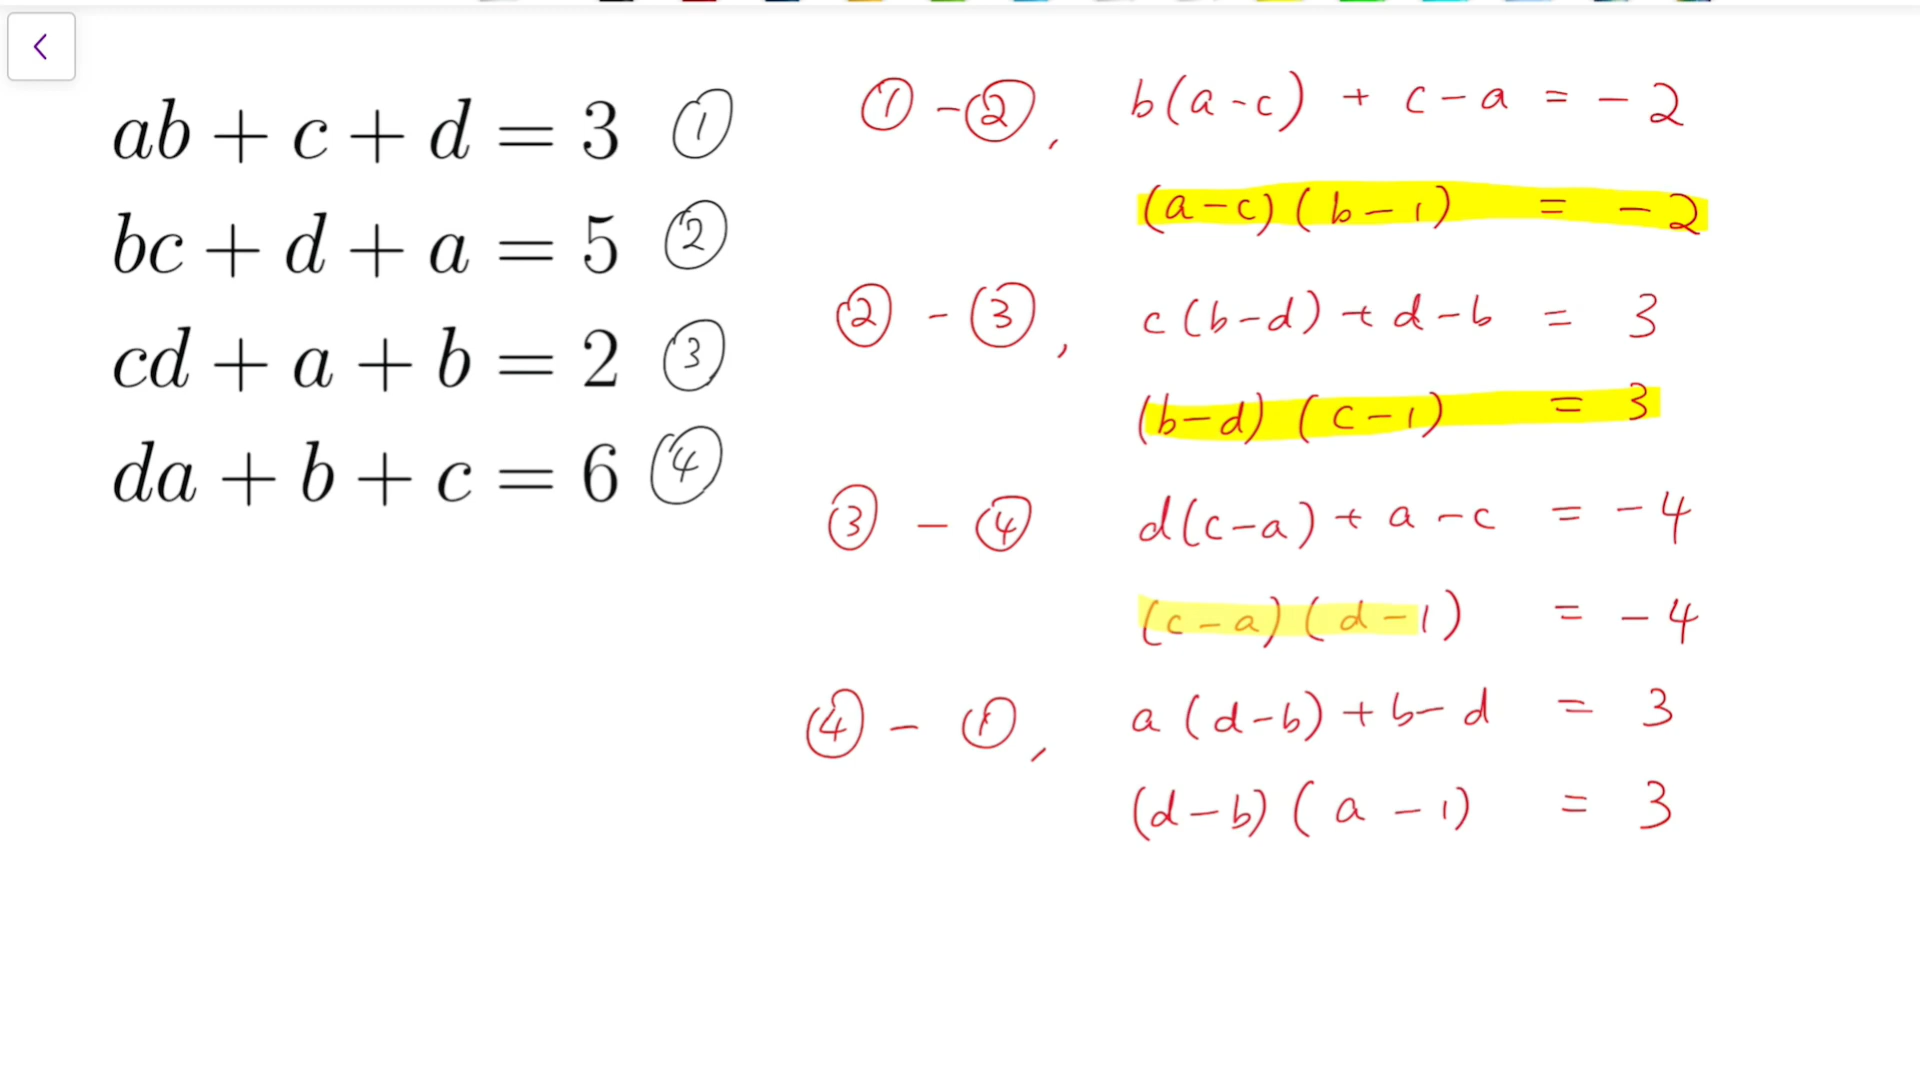 ab + c + d = 3 ①
bc + d + a = 5 ②
cd + a + b = 2 ③
da + b + c = 6 ④
① - ②, b(a-c) + c-a = -2
(a-c)(b-1) = -2
② - ③, c(b-d) + d-b = 3
(b-d)(c-1) = 3
③ - ④ d(c-a) + a-c = -4
(c-a)(d-1) = -4
④ - ①, a(d-b) + b-d = 3
(d-b)(a-1) = 3